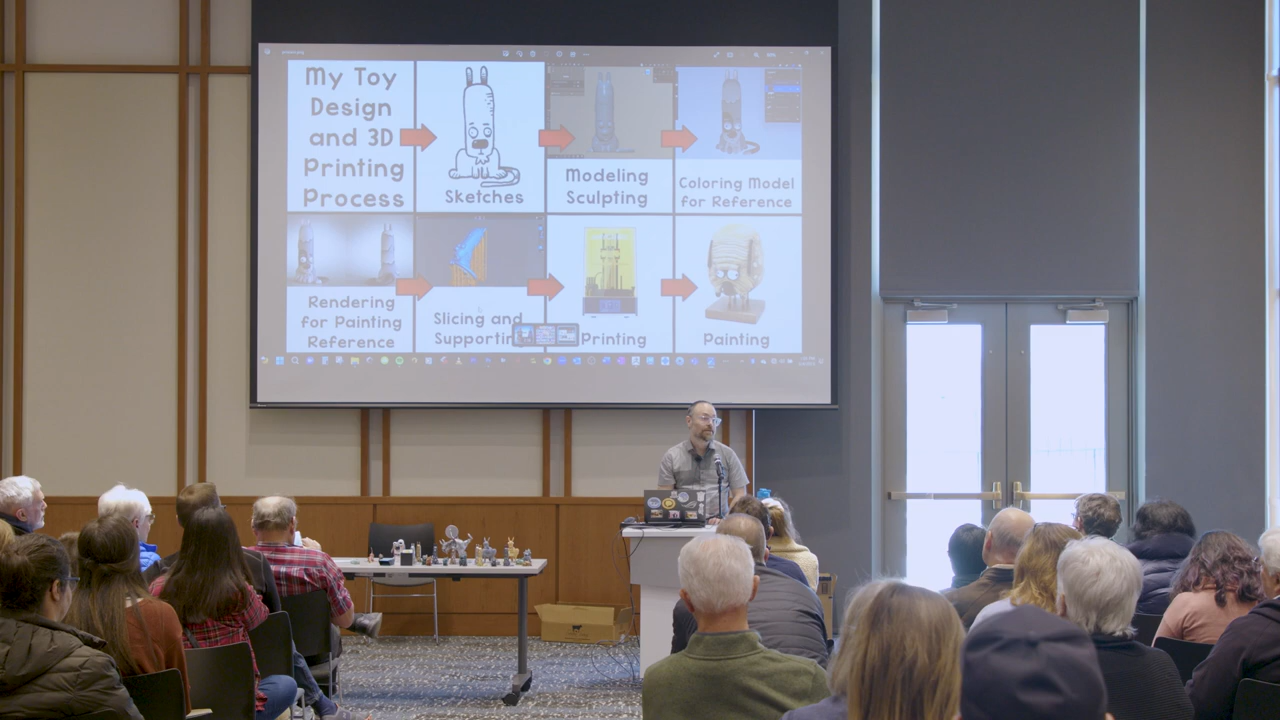 My Toy
Design
and 3D
Printing
Process
Sketches
Modeling
Sculpting
Coloring Model
for Reference
Rendering
for Painting
Reference
Slicing and
Supportin
Printing
Painting